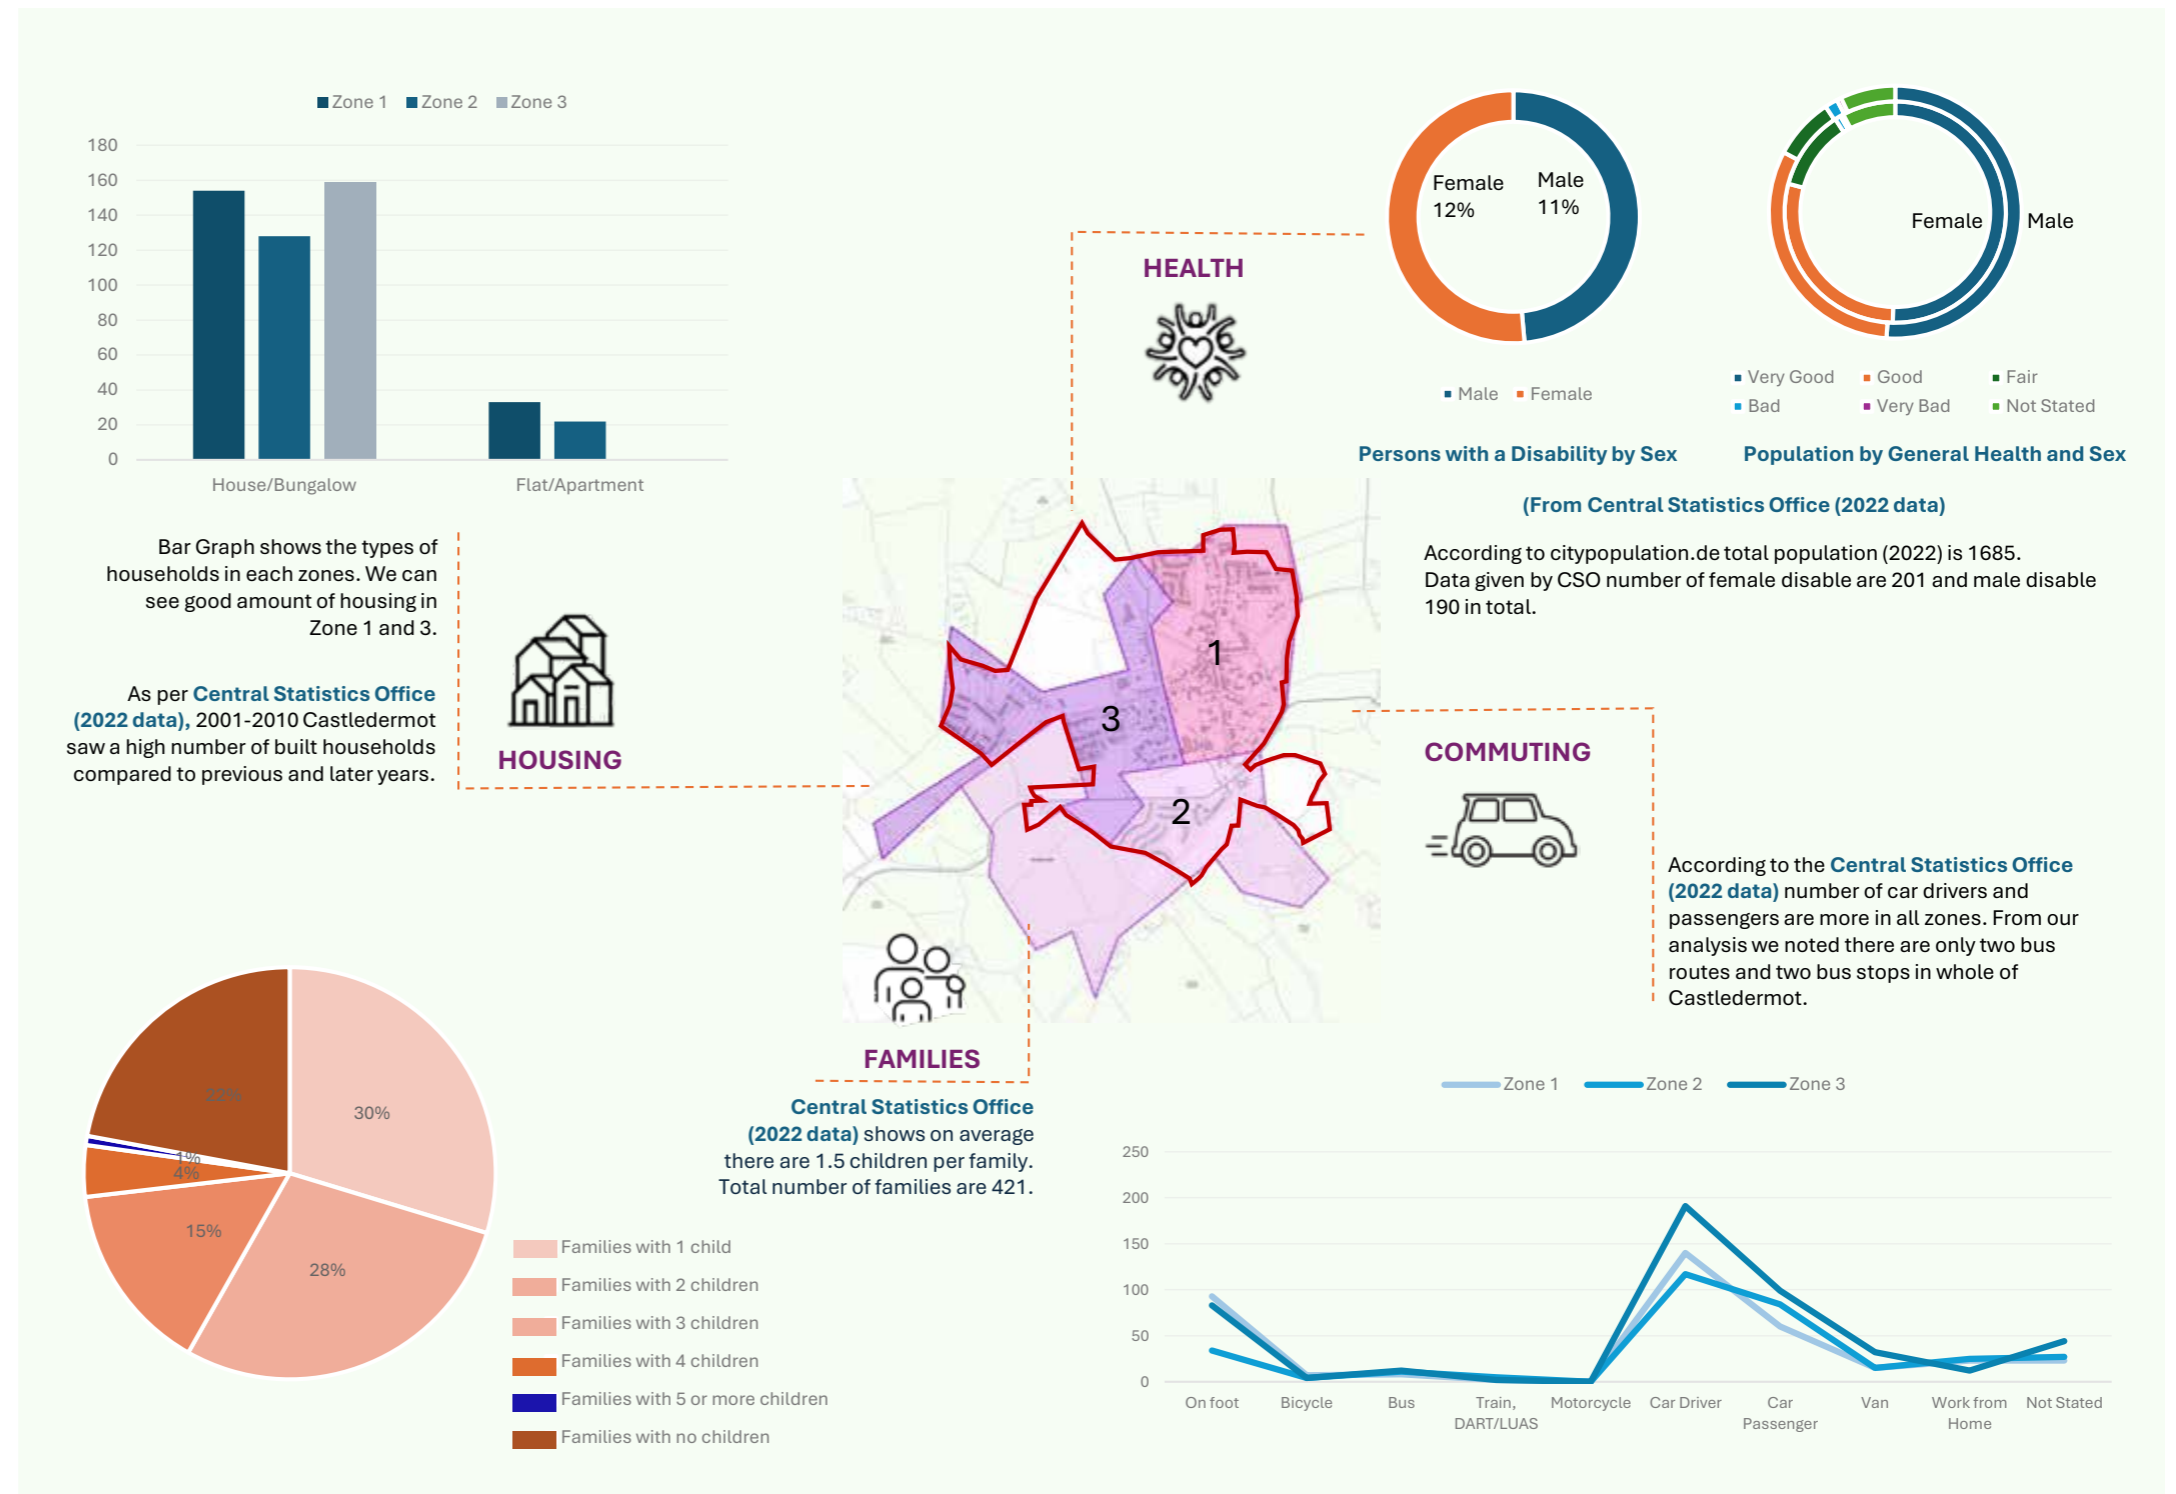 Zone 1 Zone 2 Zone 3
180
160
140
120
100
80
60
40
20
0
House/Bungalow Flat/Apartment
Bar Graph shows the types of
households in each zones. We can
see good amount of housing in
Zone 1 and 3.
As per Central Statistics Office
(2022 data), 2001-2010 Castledermot
saw a high number of built households
compared to previous and later years.
HOUSING
HEALTH
Female
12%
Male
11%
Male Female
Persons with a Disability by Sex
Female Male
Very Good Good Fair
Bad Very Bad Not Stated
Population by General Health and Sex
(From Central Statistics Office (2022 data)
According to citypopulation.de total population (2022) is 1685.
Data given by CSO number of female disable are 201 and male disable
190 in total.
1
3
2
COMMUTING
According to the Central Statistics Office
(2022 data) number of car drivers and
passengers are more in all zones. From our
analysis we noted there are only two bus
routes and two bus stops in whole of
Castledermot.
FAMILIES
Central Statistics Office
(2022 data) shows on average
there are 1.5 children per family.
Total number of families are 421.
22%
30%
1%
4%
15%
28%
Families with 1 child
Families with 2 children
Families with 3 children
Families with 4 children
Families with 5 or more children
Families with no children
Zone 1 Zone 2 Zone 3
250
200
150
100
50
0
On foot Bicycle Bus Train, Motorcycle Car Driver Car Van Work from Not Stated
DART/LUAS Passenger Home